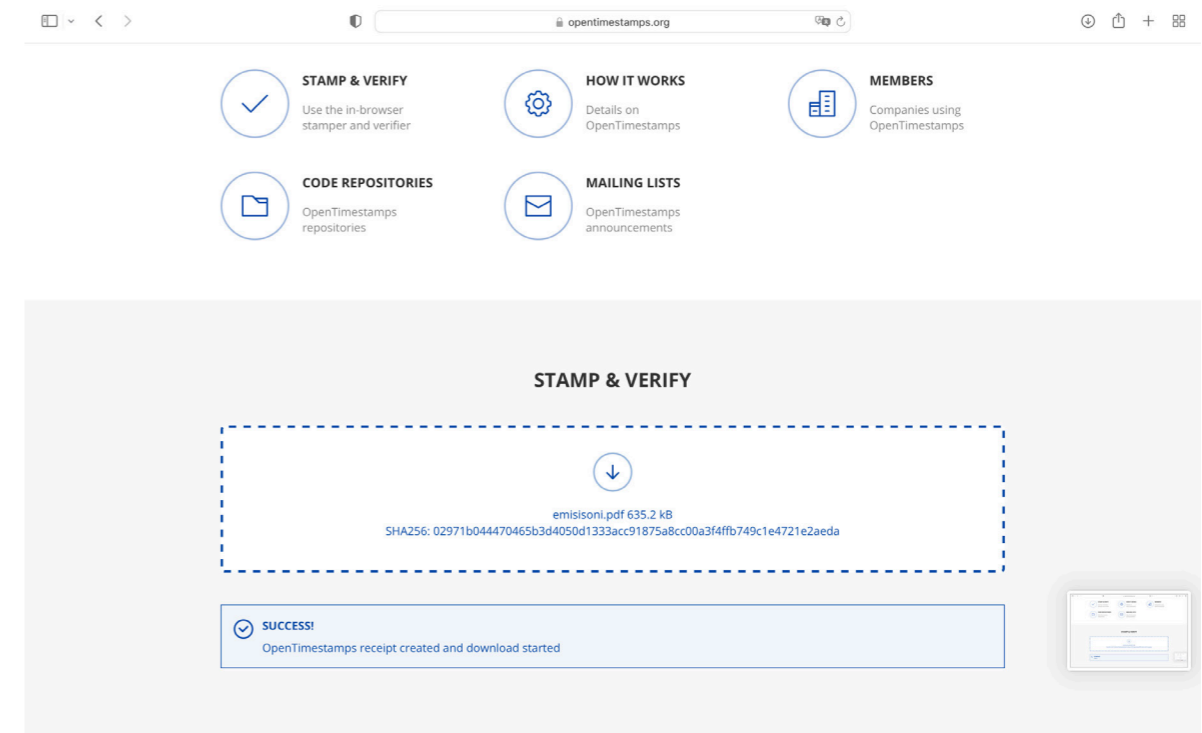 opentimestamps.org
STAMP & VERIFY
Use the in-browser
stamper and verifier
HOW IT WORKS
Details on
OpenTimestamps
MEMBERS
Companies using
OpenTimestamps
CODE REPOSITORIES
OpenTimestamps
repositories
MAILING LISTS
OpenTimestamps
announcements
STAMP & VERIFY
emisisoni.pdf 635.2 kB
SHA256: 02971b044470465b3d4050d1333acc91875a8cc00a3f4ffb749c1e4721e2aeda
SUCCESS!
OpenTimestamps receipt created and download started